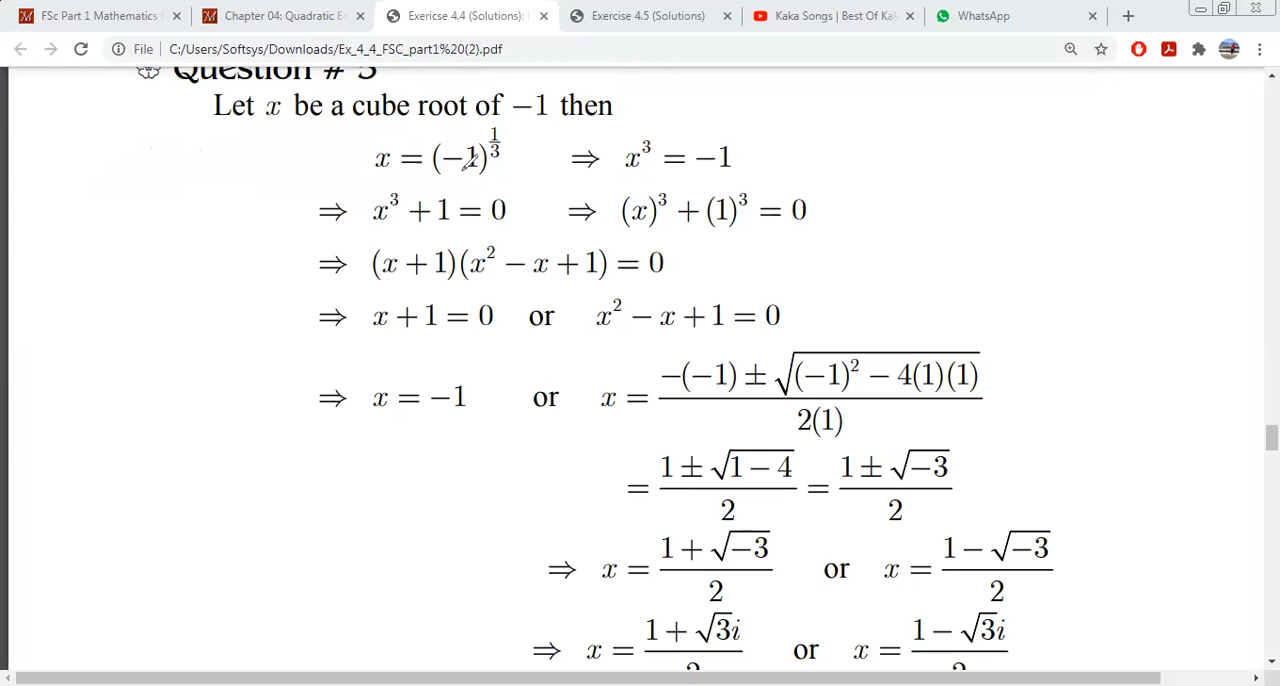 FSc Part 1 Mathematics
Chapter 04: Quadratic E
Exericse 4.4 (Solutions):
Exercise 4.5 (Solutions)
Kaka Songs | Best Of Ka
WhatsApp
File | C:/Users/Softsys/Downloads/Ex_4_4_FSC_part1%20(2).pdf
Question # 5
Let x be a cube root of −1 then
x = (−1)^(1/3) ⇒ x³ = −1
⇒ x³ + 1 = 0 ⇒ (x)³ + (1)³ = 0
⇒ (x + 1)(x² − x + 1) = 0
⇒ x + 1 = 0 or x² − x + 1 = 0
⇒ x = −1 or x = (−(−1) ± √((−1)² − 4(1)(1))) / 2(1)
= (1 ± √(1 − 4)) / 2 = (1 ± √(−3)) / 2
⇒ x = (1 + √(−3)) / 2 or x = (1 − √(−3)) / 2
⇒ x = (1 + √3i) / 2 or x = (1 − √3i) / 2